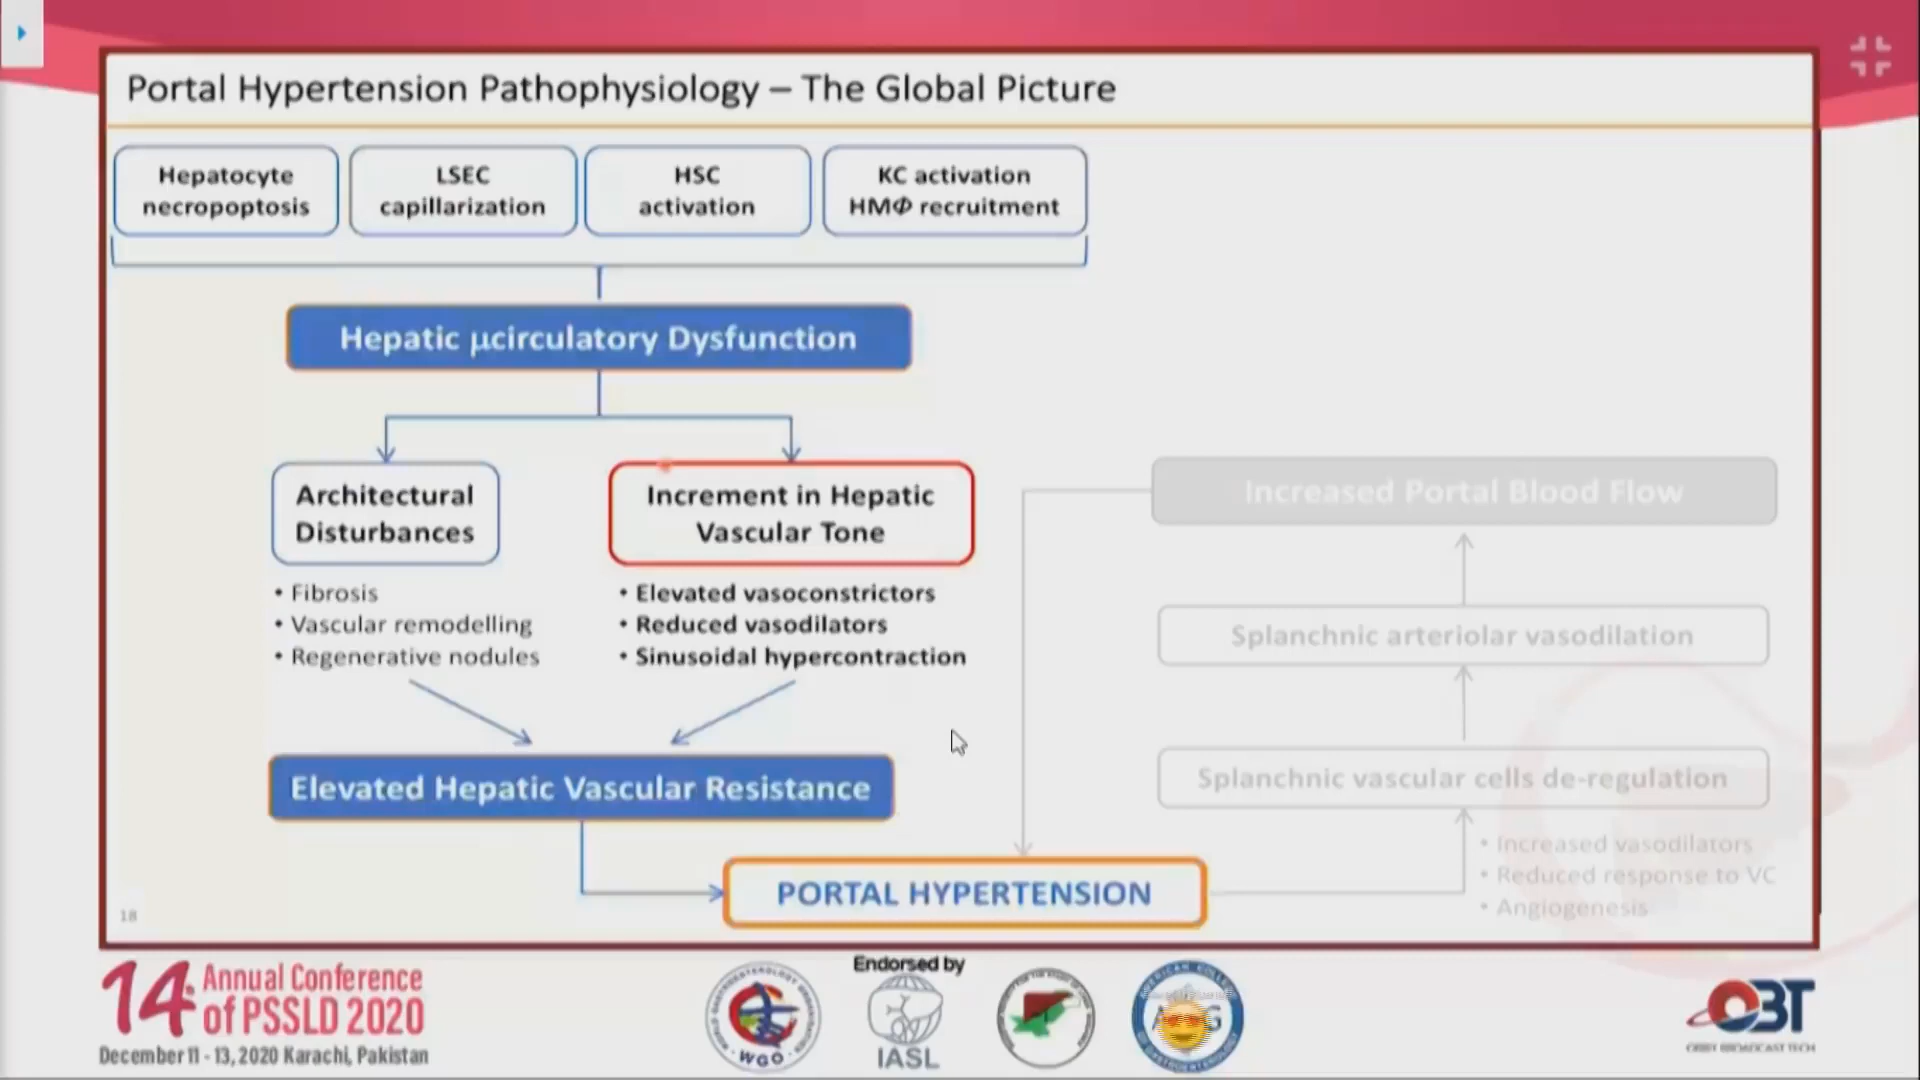 Portal Hypertension Pathophysiology – The Global Picture
Hepatocyte
necropoptosis
LSEC
capillarization
HSC
activation
KC activation
HMΦ recruitment
Hepatic µcirculatory Dysfunction
Architectural
Disturbances
• Fibrosis
• Vascular remodelling
• Regenerative nodules
Increment in Hepatic
Vascular Tone
• Elevated vasoconstrictors
• Reduced vasodilators
• Sinusoidal hypercontraction
Elevated Hepatic Vascular Resistance
PORTAL HYPERTENSION
Increased Portal Blood Flow
Splanchnic arteriolar vasodilation
Splanchnic vascular cells de-regulation
• Increased vasodilators
• Reduced response to VC
• Angiogenesis
18
14th Annual Conference
of PSSLD 2020
December 11 - 13, 2020 Karachi, Pakistan
Endorsed by
WGO
IASL
OBT
ORBIT BROADCAST TECH